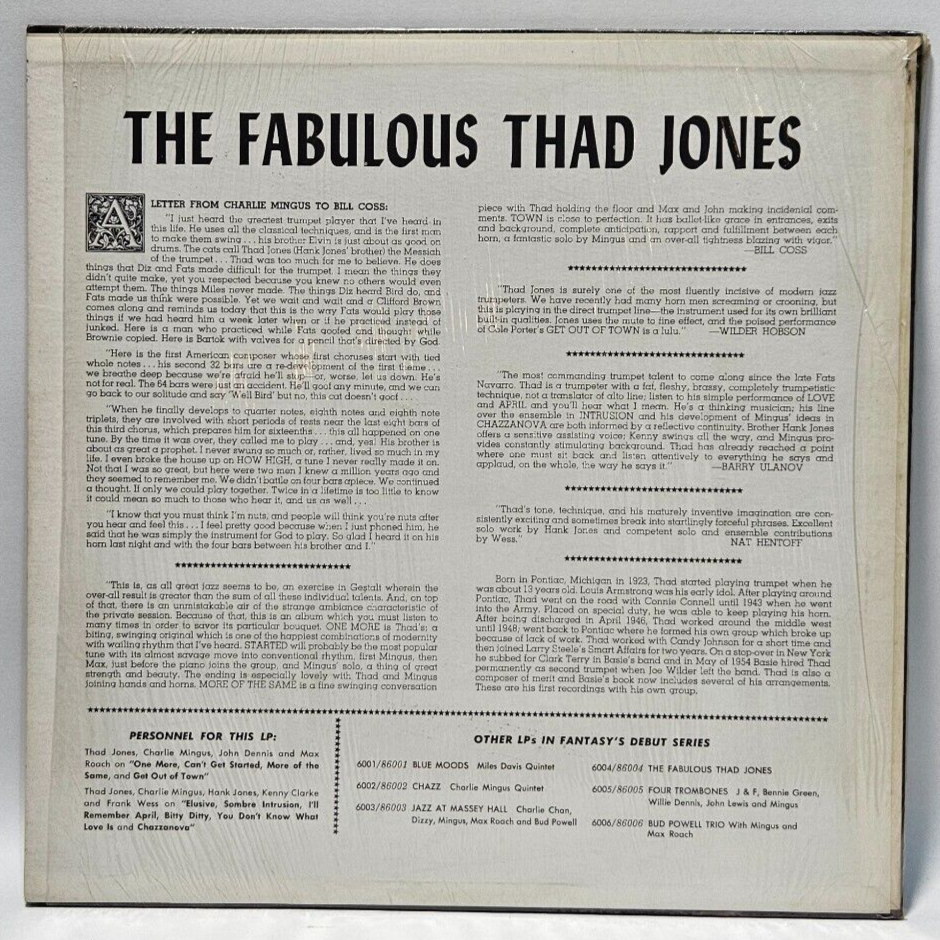 THE FABULOUS THAD JONES
A
LETTER FROM CHARLIE MINGUS TO BILL COSS:
"I just heard the greatest trumpet player that I've heard in
this life. He uses all the classical techniques, and is the first man
to make them swing . . . his brother Elvin is just about as good on
drums. The cats call Thad Jones (Hank Jones' brother) the Messiah
of the trumpet . . . Thad was too much for me to believe. He does
things that Diz and Fats made difficult for the trumpet. I mean the things they
didn't quite make, yet you respected because you knew no others would even
attempt them. The things Miles never made. The things Diz heard Bird do, and
Fats made us think were possible. Yet we wait and wait and a Clifford Brown
comes along and reminds us today that this is the way Fats would play those
things if we had heard him a week later when or if he practiced instead of
junked. Here is a man who practiced while Fats goofed and thought while
Brownie copied. Here is Bartok with valves for a pencil that's directed by God.
"Here is the first American composer whose first choruses start with tied
whole notes . . . his second 32 bars are a re-development of the first theme . . .
we breathe deep because we're afraid he'll stop—or, worse, let us down. He's
not for real. The 64 bars were just an accident. He'll goof any minute, and we can
go back to our solitude and say 'Well Bird' but no, this cat doesn't goof . . . .
"When he finally develops to quarter notes, eighth notes and eighth note
triplets, they are involved with short periods of rests near the last eight bars of
this third chorus, which prepares him for sixteenths . . . this all happened on one
tune. By the time it was over, they called me to play . . . and, yes! His brother is
about as great a prophet. I never swung so much or, rather, lived so much in my
life. I even broke the house up on HOW HIGH, a tune I never really made it on.
Not that I was so great, but here were two men I knew a million years ago and
they seemed to remember me. We didn't battle on four bars apiece. We continued
a thought. If only we could play together. Twice in a lifetime is too little to know
it could mean so much to those who hear it, and us as well . . .
"I know that you must think I'm nuts, and people will think you're nuts after
you hear and feel this . . . I feel pretty good because when I just phoned him, he
said that he was simply the instrument for God to play. So glad I heard it on his
horn last night and with the four bars between his brother and I."
******************************
"This is, as all great jazz seems to be, an exercise in Gestalt wherein the
over-all result is greater than the sum of all these individual talents. And, on top
of that, there is an unmistakable air of the strange ambiance characteristic of
the private session. Because of that, this is an album which you must listen to
many times in order to savor its particular bouquet. ONE MORE is Thad's; a
biting, swinging original which is one of the happiest combinations of modernity
with wailing rhythm that I've heard. STARTED will probably be the most popular
tune with its almost savage move into conventional rhythm, first Mingus, then
Max, just before the piano joins the group, and Mingus' solo, a thing of great
strength and beauty. The ending is especially lovely with Thad and Mingus
joining hands and horns. MORE OF THE SAME is a fine swinging conversation
piece with Thad holding the floor and Max and John making incidenial com-
ments. TOWN is close to perfection. It has ballet-like grace in entrances, exits
and background, complete anticipation, rapport and fulfillment between each
horn, a fantastic solo by Mingus and an over-all tightness blazing with vigor."
—BILL COSS
******************************
"Thad Jones is surely one of the most fluently incisive of modern jazz
trumpeters. We have recently had many horn men screaming or crooning, but
this is playing in the direct trumpet line—the instrument used for its own brilliant
built-in qualities. Jones uses the mute to fine effect, and the poised performance
of Cole Porter's GET OUT OF TOWN is a lulu." —WILDER HOBSON
******************************
"The most commanding trumpet talent to come along since the late Fats
Navarro. Thad is a trumpeter with a fat, fleshy, brassy, completely trumpetistic
technique, not a translator of alto line; listen to his simple performance of LOVE
and APRIL and you'll hear what I mean. He's a thinking musician; his line
over the ensemble in INTRUSION and his development of Mingus' ideas in
CHAZZANOVA are both informed by a reflective continuity. Brother Hank Jones
offers a sensitive assisting voice; Kenny swings all the way, and Mingus pro-
vides constantly stimulating background. Thad has already reached a point
where one must sit back and listen attentively to everything he says and
applaud, on the whole, the way he says it." —BARRY ULANOV
******************************
"Thad's tone, technique, and his maturely inventive imagination are con-
sistently exciting and sometimes break into startlingly forceful phrases. Excellent
solo work by Hank Jones and competent solo and ensemble contributions
by Wess." NAT HENTOFF
******************************
Born in Pontiac, Michigan in 1923, Thad started playing trumpet when he
was about 13 years old. Louis Armstrong was his early idol. After playing around
Pontiac, Thad went on the road with Connie Connell until 1943 when he went
into the Army. Placed on special duty, he was able to keep playing his horn.
After being discharged in April 1946, Thad worked around the middle west
until 1948; went back to Pontiac where he formed his own group which broke up
because of lack of work. Thad worked with Candy Johnson for a short time and
then joined Larry Steele's Smart Affairs for two years. On a stop-over in New York
he subbed for Clark Terry in Basie's band and in May of 1954 Basie hired Thad
permanently as second trumpet when Joe Wilder left the band. Thad is also a
composer of merit and Basie's book now includes several of his arrangements.
These are his first recordings with his own group.
PERSONNEL FOR THIS LP:
Thad Jones, Charlie Mingus, John Dennis and Max
Roach on "One More, Can't Get Started, More of the
Same, and Get Out of Town"
Thad Jones, Charlie Mingus, Hank Jones, Kenny Clarke
and Frank Wess on "Elusive, Sombre Intrusion, I'll
Remember April, Bitty Ditty, You Don't Know What
Love Is and Chazzanova"
OTHER LPs IN FANTASY'S DEBUT SERIES
6001/86001 BLUE MOODS Miles Davis Quintet
6002/86002 CHAZZ Charlie Mingus Quintet
6003/86003 JAZZ AT MASSEY HALL Charlie Chan,
Dizzy, Mingus, Max Roach and Bud Powell
6004/86004 THE FABULOUS THAD JONES
6005/86005 FOUR TROMBONES J & F, Bennie Green,
Willie Dennis, John Lewis and Mingus
6006/86006 BUD POWELL TRIO With Mingus and
Max Roach